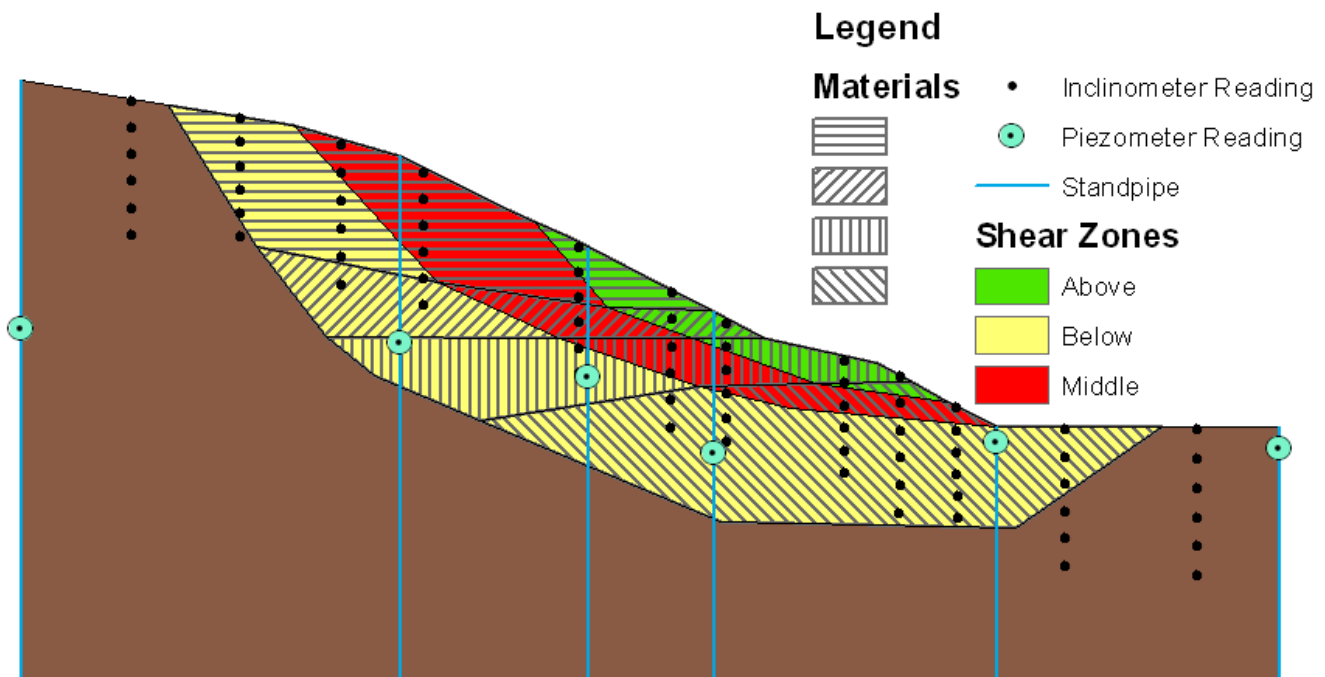 Legend
Materials
Inclinometer Reading
Piezometer Reading
Standpipe
Shear Zones
Above
Below
Middle